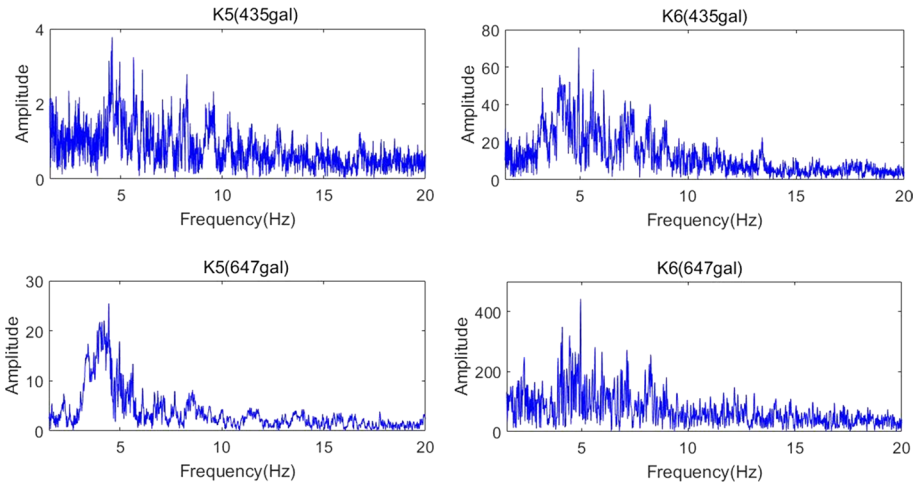 K5(435gal)
4
2
0
Amplitude
5 10 15 20
Frequency(Hz)
K6(435gal)
80
60
40
20
0
Amplitude
5 10 15 20
Frequency(Hz)
K5(647gal)
30
20
10
0
Amplitude
5 10 15 20
Frequency(Hz)
K6(647gal)
400
200
0
Amplitude
5 10 15 20
Frequency(Hz)